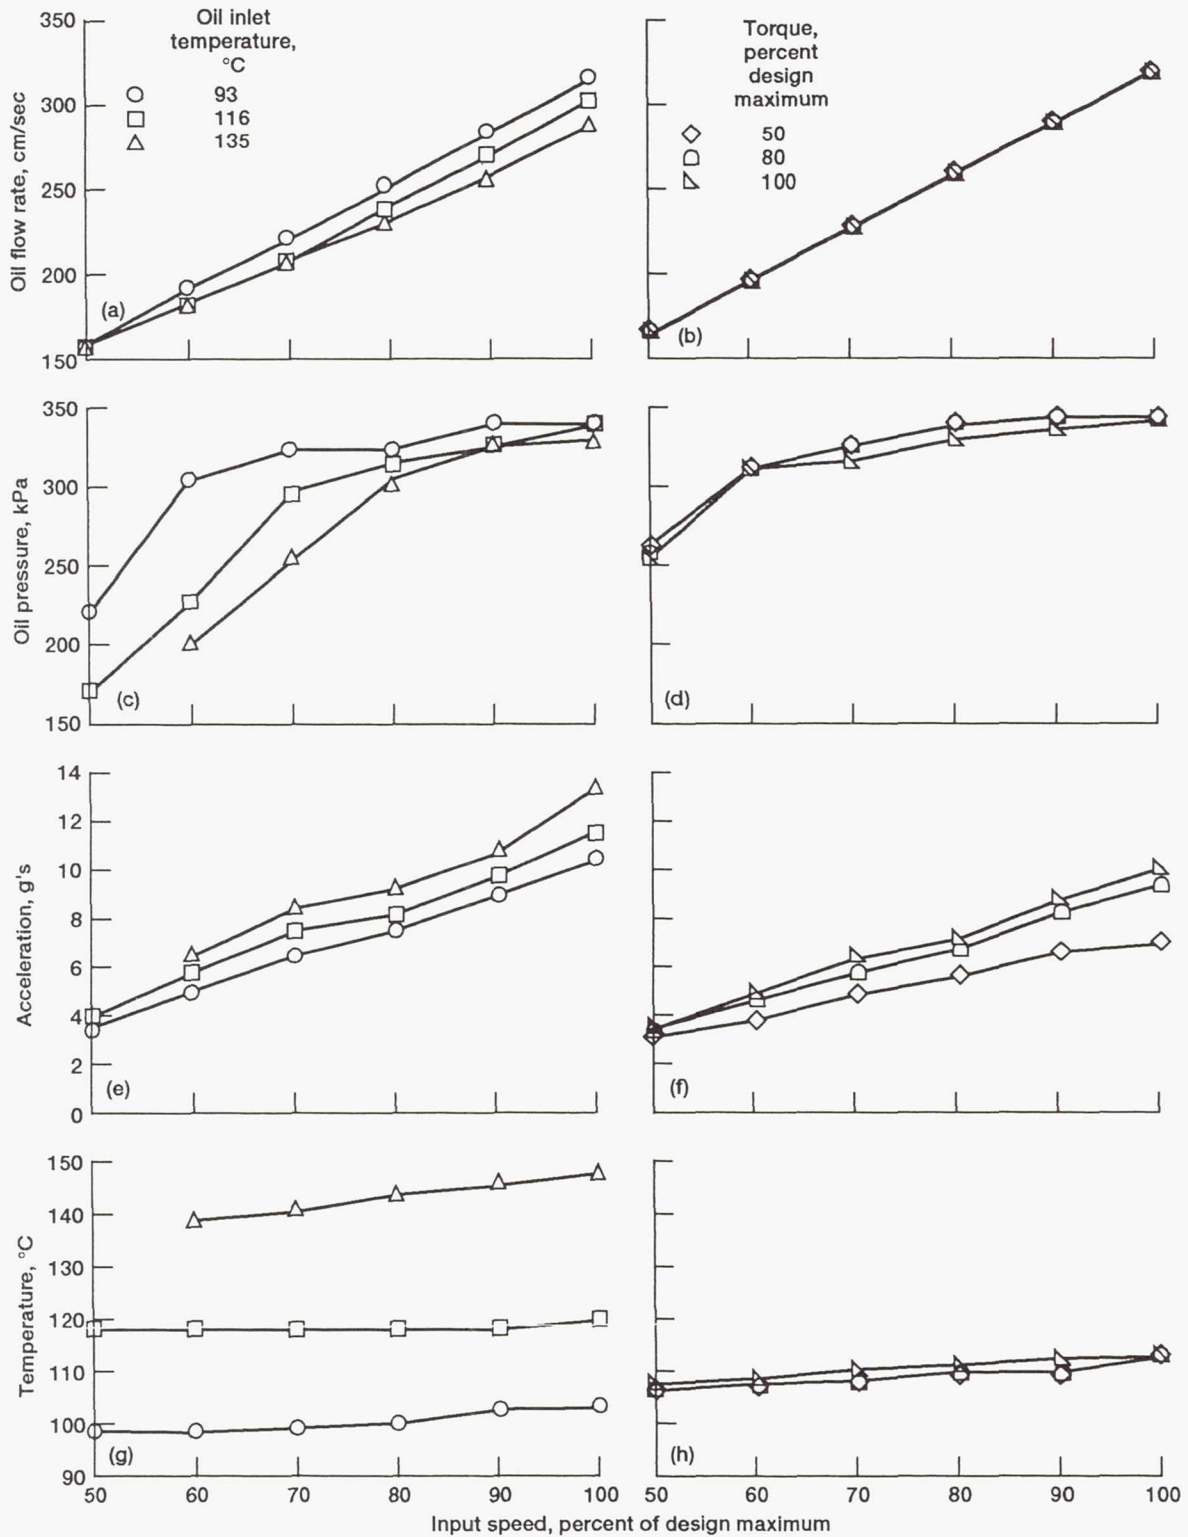 350
300
250
200
150
Oil flow rate, cm/sec
Oil inlet
temperature,
°C
93
116
135
(a)
Torque,
percent
design
maximum
50
80
100
(b)
350
300
250
200
150
Oil pressure, kPa
(c)
(d)
14
12
10
8
6
4
2
0
Acceleration, g's
(e)
(f)
150
140
130
120
110
100
90
Temperature, °C
(g)
(h)
50 60 70 80 90 100 50 60 70 80 90 100
Input speed, percent of design maximum